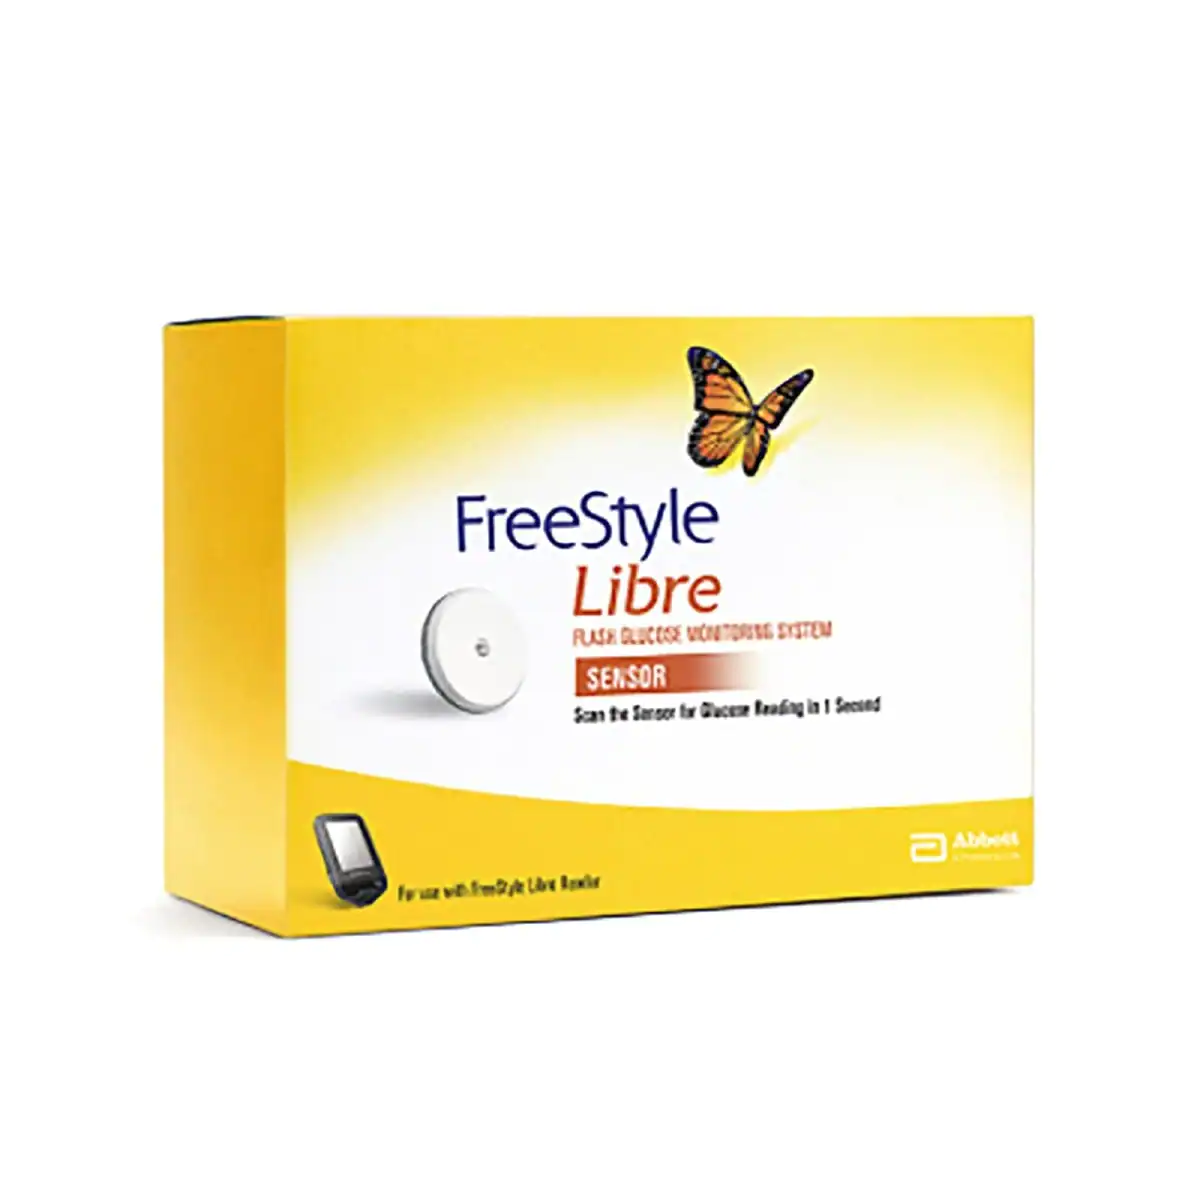 FreeStyle
Libre
FLASH GLUCOSE MONITORING SYSTEM
SENSOR
Scan the Sensor for Glucose Reading in 1 Second
For use with FreeStyle Libre Reader
Abbott